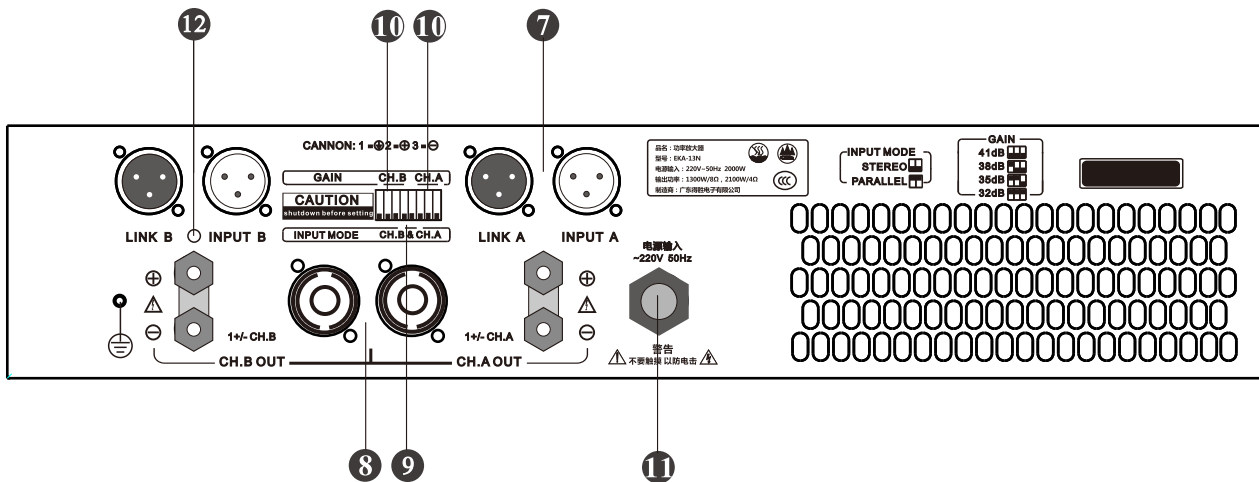 12
10
10
7
CANNON: 1 = 2 = ⊕ 3 = ⊖
GAIN CH.B CH.A
CAUTION
shutdown before setting
INPUT MODE CH.B & CH.A
LINK B
INPUT B
LINK A
INPUT A
品名：功率放大器
型号：EKA-13N
电源输入：220V~50Hz 2000W
输出功率：1300W/8Ω，2100W/4Ω
制造商：广东得胜电子有限公司
CCC
INPUT MODE
STEREO
PARALLEL
GAIN
41dB
38dB
35dB
32dB
电源输入
~220V 50Hz
⊕
⊖
1+/- CH.B
1+/- CH.A
⊕
⊖
CH.B OUT
CH.A OUT
警告
不要触摸 以防电击
8
9
11